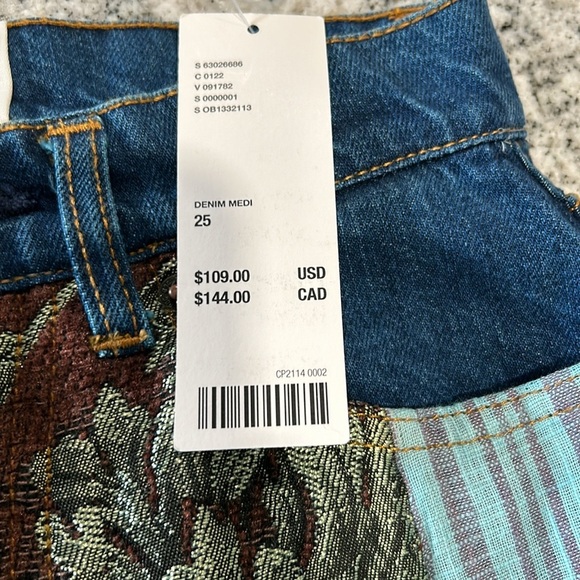 S 63026686
C 0122
V 091782
S 0000001
S OB1332113
DENIM MEDI
25
$109.00 USD
$144.00 CAD
CP2114 0002